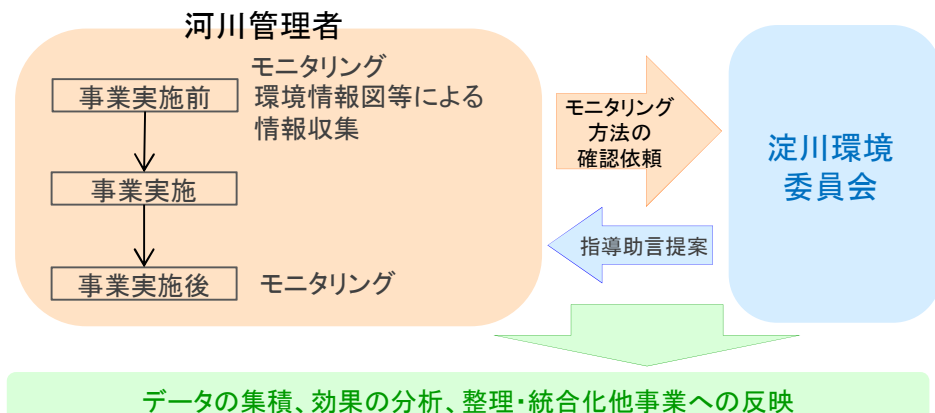 河川管理者
モニタリング
事業実施前
環境情報図等による
情報収集
事業実施
事業実施後
モニタリング
モニタリング
方法の
確認依頼
指導助言提案
淀川環境
委員会
データの集積、効果の分析、整理・統合化他事業への反映